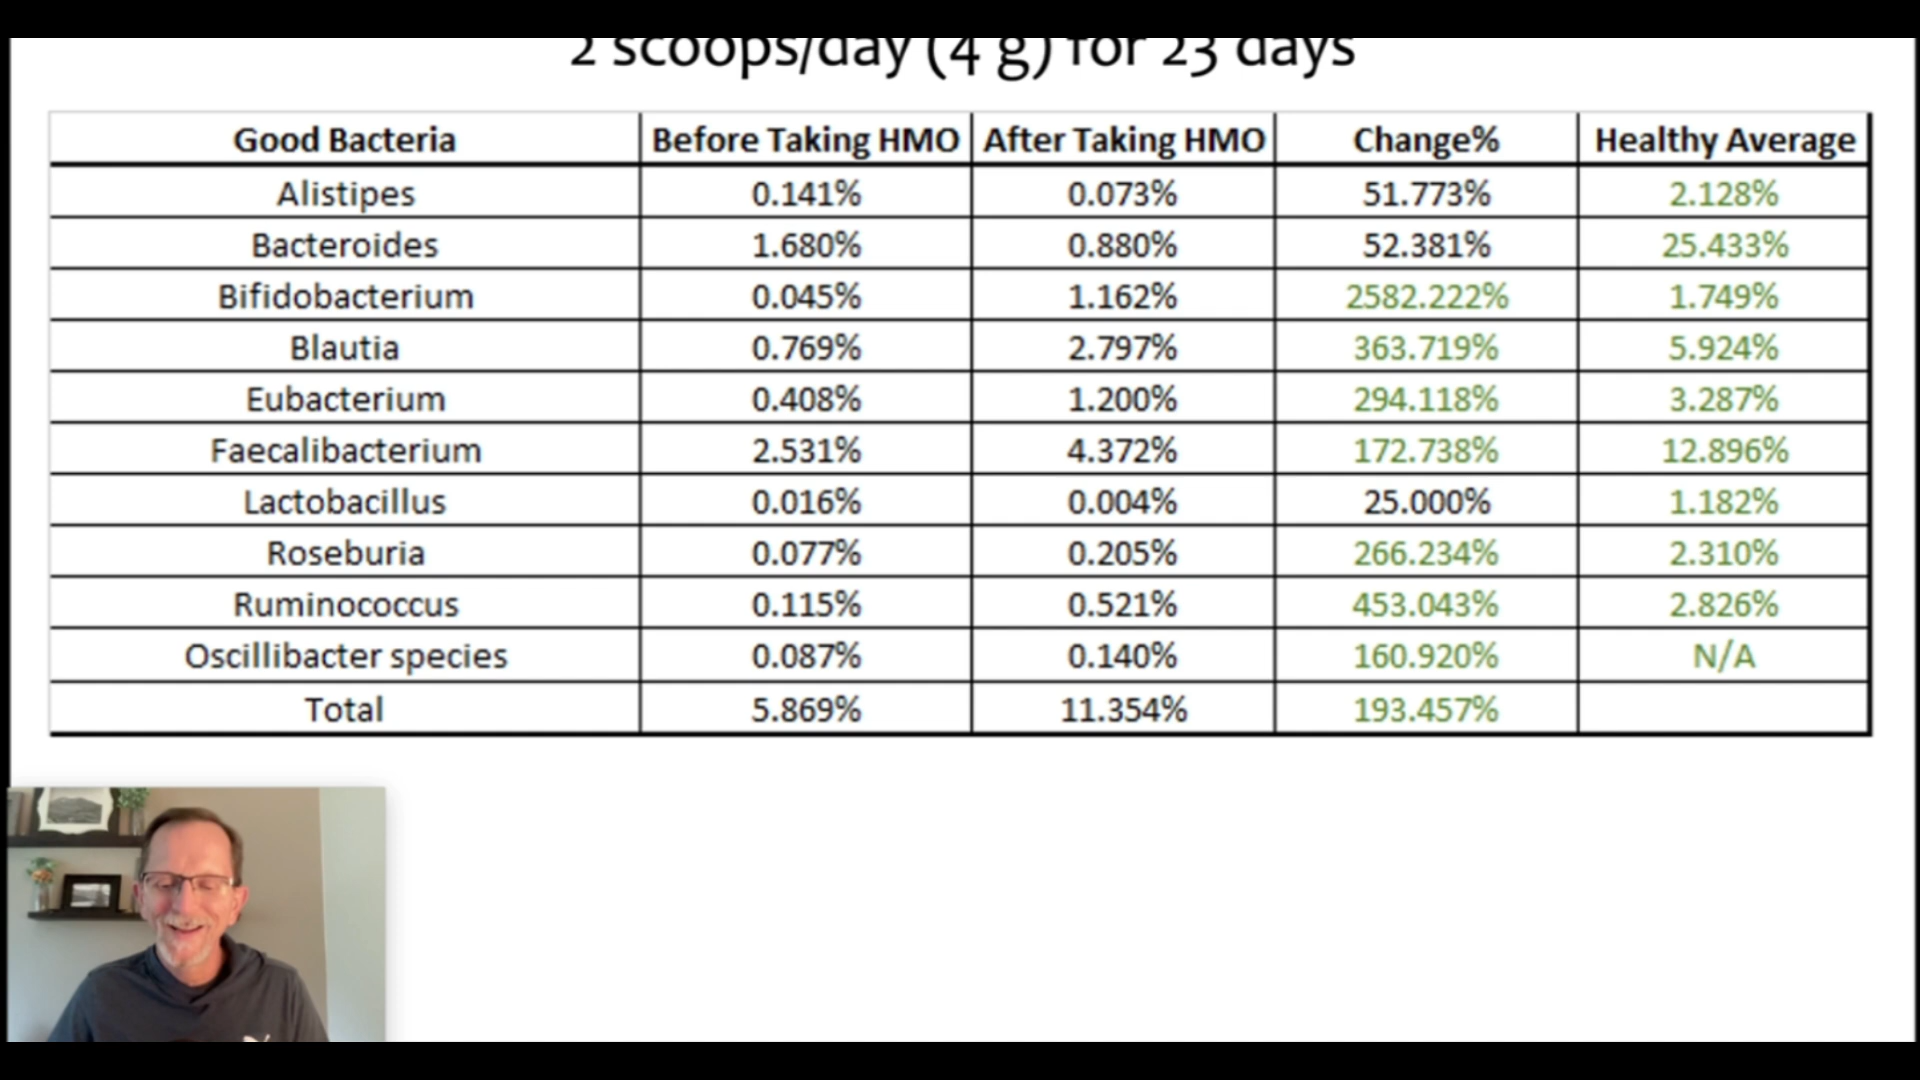 2 scoops/day (4 g) for 23 days
Good Bacteria Before Taking HMO After Taking HMO Change% Healthy Average
Alistipes 0.141% 0.073% 51.773% 2.128%
Bacteroides 1.680% 0.880% 52.381% 25.433%
Bifidobacterium 0.045% 1.162% 2582.222% 1.749%
Blautia 0.769% 2.797% 363.719% 5.924%
Eubacterium 0.408% 1.200% 294.118% 3.287%
Faecalibacterium 2.531% 4.372% 172.738% 12.896%
Lactobacillus 0.016% 0.004% 25.000% 1.182%
Roseburia 0.077% 0.205% 266.234% 2.310%
Ruminococcus 0.115% 0.521% 453.043% 2.826%
Oscillibacter species 0.087% 0.140% 160.920% N/A
Total 5.869% 11.354% 193.457%